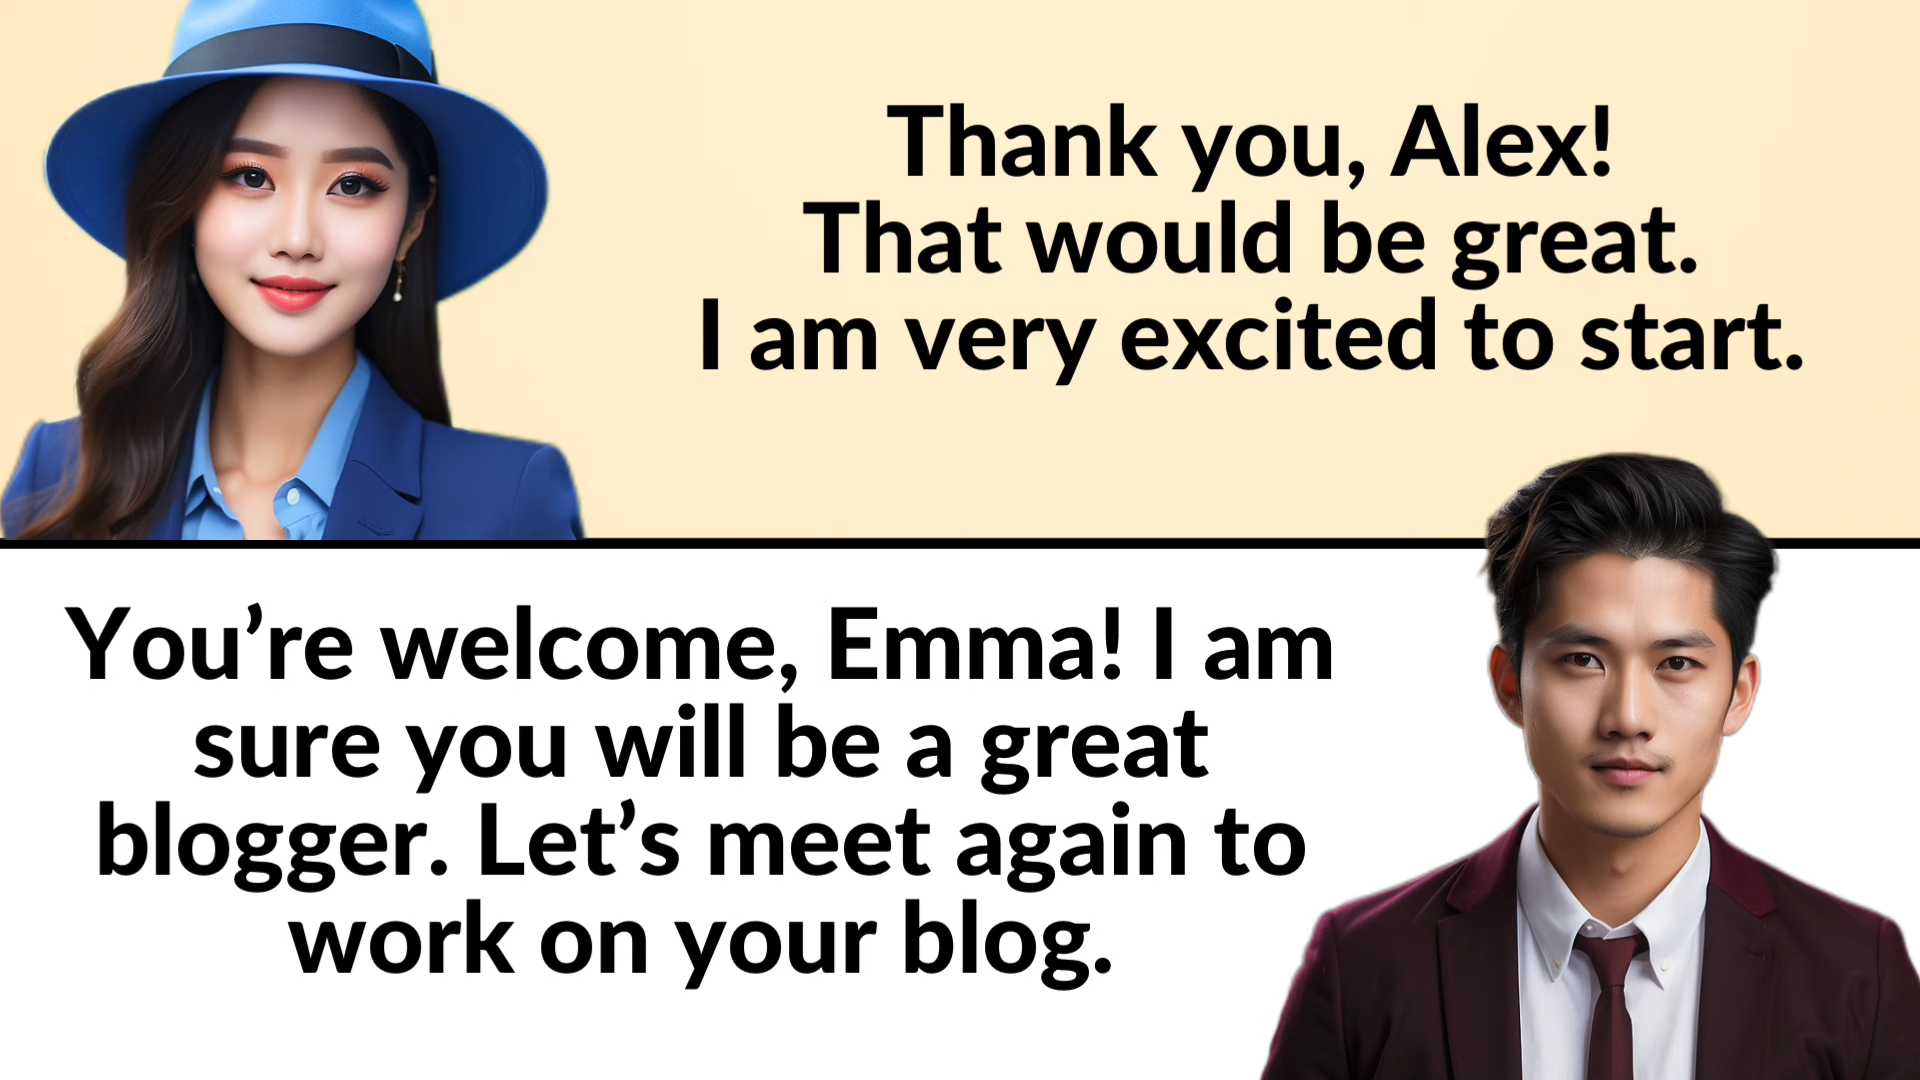 Thank you, Alex!
That would be great.
I am very excited to start.
You’re welcome, Emma! I am
sure you will be a great
blogger. Let’s meet again to
work on your blog.